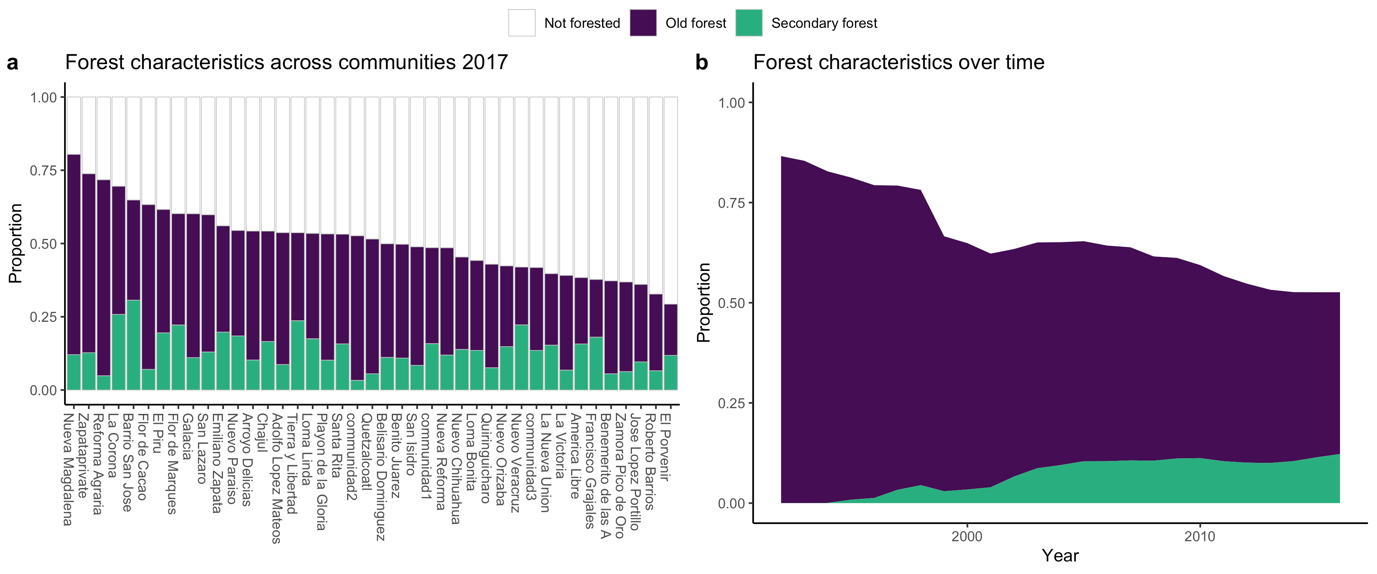 Not forested Old forest Secondary forest
a Forest characteristics across communities 2017
1.00
0.75
0.50
0.25
0.00
Proportion
Nueva Magdalena
Zapataprivate
Reforma Agraria
La Corona
Barrio San Jose
Flor de Cacao
El Piru
Flor de Marques
Galacia
San Lazaro
Emiliano Zapata
Nuevo Paraiso
Arroyo Delicias
Chajul
Adolfo Lopez Mateos
Tierra y Libertad
Loma Linda
Playon de la Gloria
Santa Rita
communidad2
Quetzalcoatl
Belisario Dominguez
Benito Juarez
San Isidro
communidad1
Nueva Reforma
Nuevo Chihuahua
Loma Bonita
Quiringuicharo
Nuevo Orizaba
Nuevo Veracruz
communidad3
La Nueva Union
La Victoria
America Libre
Francisco Grajales
Benemerito de las A
Zamora Pico de Oro
Jose Lopez Portillo
Roberto Barrios
El Porvenir
b Forest characteristics over time
1.00
0.75
0.50
0.25
0.00
Proportion
2000 2010
Year